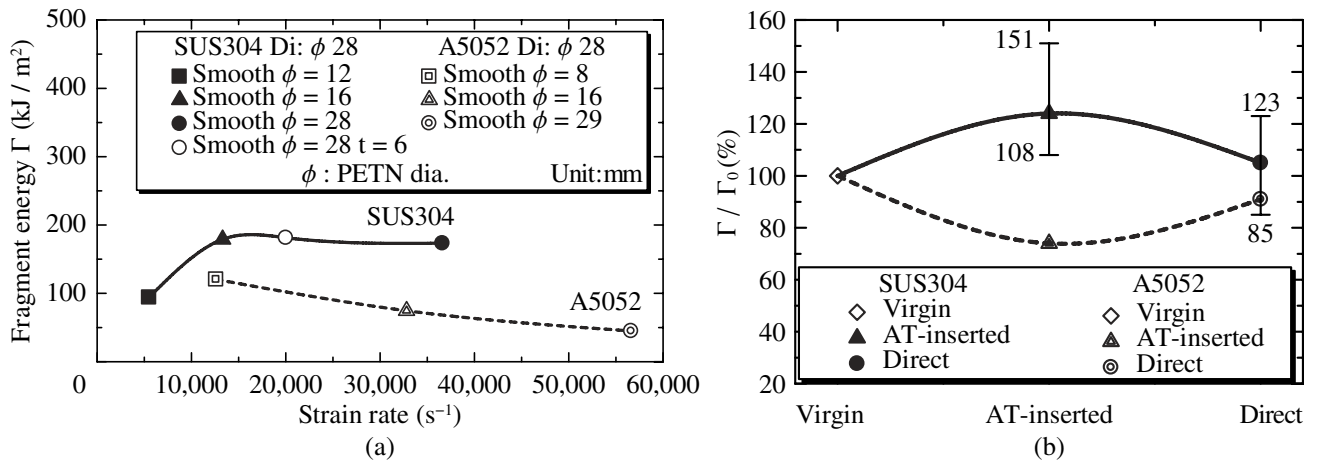 500
400
300
200
100
0
Fragment energy Γ (kJ / m²)
SUS304 Di: ϕ 28
A5052 Di: ϕ 28
Smooth ϕ = 12
Smooth ϕ = 8
Smooth ϕ = 16
Smooth ϕ = 16
Smooth ϕ = 28
Smooth ϕ = 29
Smooth ϕ = 28 t = 6
ϕ : PETN dia.
Unit:mm
SUS304
A5052
10,000
20,000
30,000
40,000
50,000
60,000
Strain rate (s⁻¹)
(a)
160
140
120
100
80
60
40
20
Γ / Γ₀(%)
151
108
123
85
SUS304
A5052
Virgin
Virgin
AT-inserted
AT-inserted
Direct
Direct
Virgin
AT-inserted
Direct
(b)